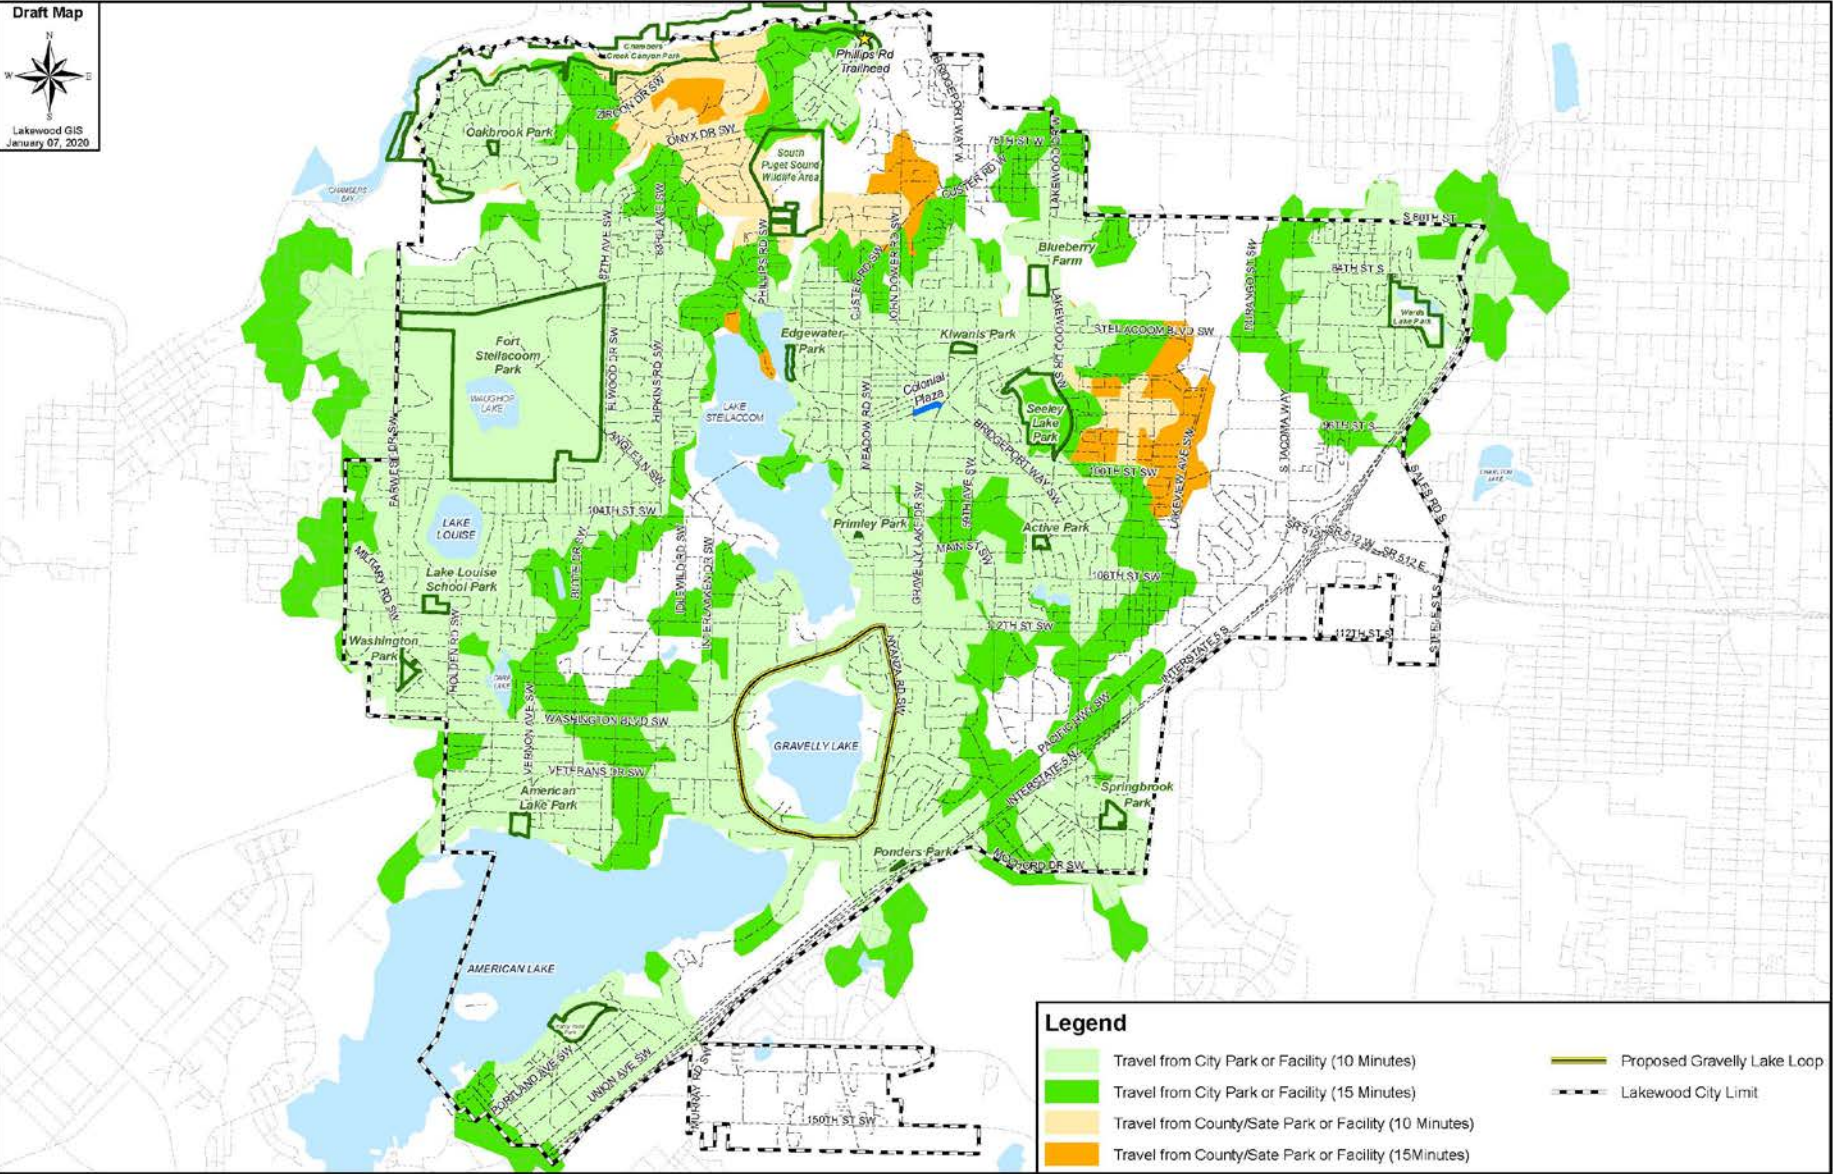 Draft Map
N
W
E
S
Lakewood GIS
January 07, 2020
Chambers
Creek Canyon Park
Phillips Rd
Trailhead
BRIDGEPORT WAY W
ZIRCON DR SW
ONYX DR SW
Oakbrook Park
South
Puget Sound
Wildlife Area
75TH ST W
CUSTER RD W
LAKEWOOD DR W
CHAMBERS
BAY
S 80TH ST
87TH AVE SW
83RD AVE SW
PHILLIPS RD SW
CUSTER RD SW
JOHN DOWER RD SW
Blueberry
Farm
DURANGO ST SW
84TH ST S
Wards
Lake Park
Fort
Steilacoom
Park
ELWOOD DR SW
HIPKINS RD SW
Edgewater
Park
Kiwanis Park
LAKEWOOD DR SW
STEILACOOM BLVD SW
WAUGHOP
LAKE
LAKE
STEILACOOM
MEADOW RD SW
Colonial
Plaza
Seeley
Lake
Park
FARWEST DR SW
ANGLE LN SW
BRIDGEPORT WAY SW
100TH ST SW
LAKEVIEW AVE SW
S TACOMA WAY
96TH ST S
SALES RD S
LAKE
LOUISE
104TH ST SW
Primley Park
GRAVELLY LAKE DR SW
59TH AVE SW
MAIN ST SW
Active Park
108TH ST SW
SR 512
SR 512 W
SR 512 E
MILITARY RD SW
Lake Louise
School Park
BUTTE DR SW
IDLEWILD RD SW
INTERLAAKEN DR SW
112TH ST SW
112TH ST S
STEELE ST S
Washington
Park
HOLDEN RD SW
VERNON AVE SW
WASHINGTON BLVD SW
NYANZA RD SW
GRAVELLY LAKE
INTERSTATE 5 S
PACIFIC HWY SW
INTERSTATE 5 N
VETERANS DR SW
American
Lake Park
Springbrook
Park
Ponders Park
MCCHORD DR SW
AMERICAN LAKE
PORTLAND AVE SW
UNION AVE SW
MURRAY RD SW
150TH ST SW
Legend
Travel from City Park or Facility (10 Minutes)
Travel from City Park or Facility (15 Minutes)
Travel from County/Sate Park or Facility (10 Minutes)
Travel from County/Sate Park or Facility (15Minutes)
Proposed Gravelly Lake Loop
Lakewood City Limit